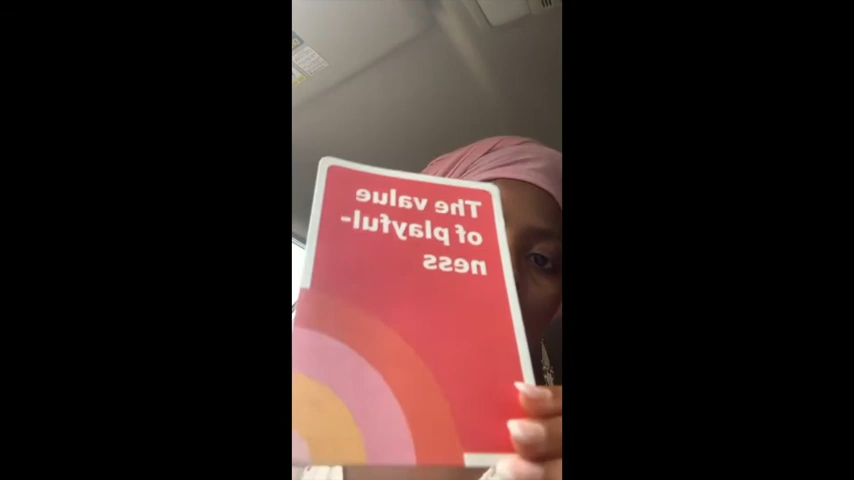 The value
of playful-
ness